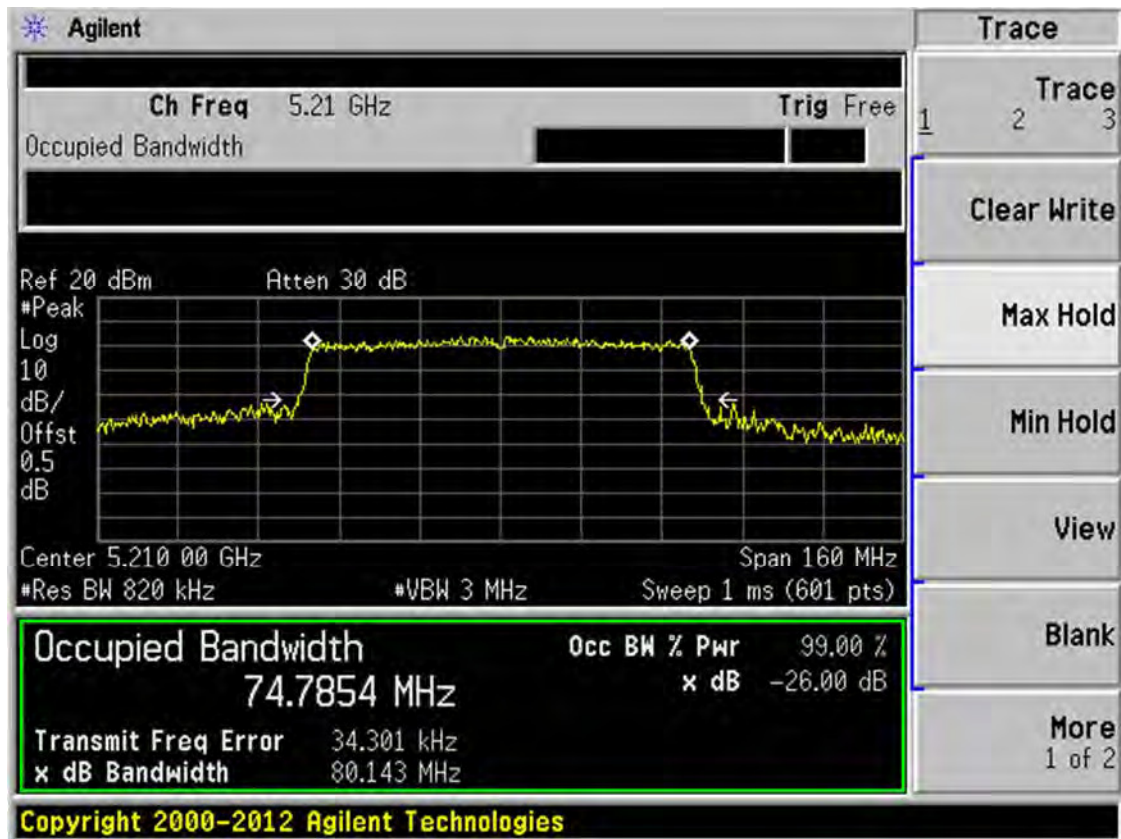 Agilent
Trace
Ch Freq 5.21 GHz Trig Free
Occupied Bandwidth
Trace
1 2 3
Clear Write
Max Hold
Min Hold
View
Blank
More
1 of 2
Ref 20 dBm Atten 30 dB
#Peak
Log
10
dB/
Offst
0.5
dB
Center 5.210 00 GHz Span 160 MHz
#Res BW 820 kHz #VBW 3 MHz Sweep 1 ms (601 pts)
Occupied Bandwidth
74.7854 MHz
Occ BW % Pwr 99.00 %
x dB -26.00 dB
Transmit Freq Error 34.301 kHz
x dB Bandwidth 80.143 MHz
Copyright 2000-2012 Agilent Technologies